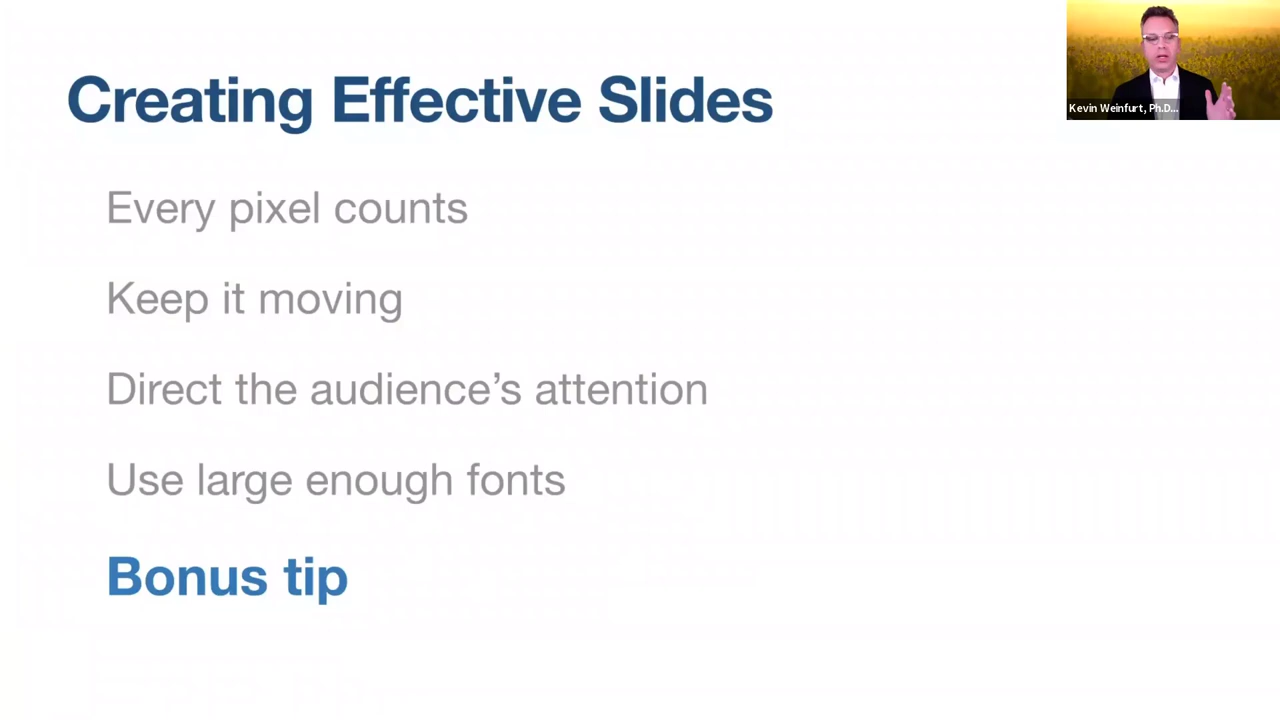 Creating Effective Slides
Kevin Weinfurt, Ph.D...
Every pixel counts
Keep it moving
Direct the audience’s attention
Use large enough fonts
Bonus tip